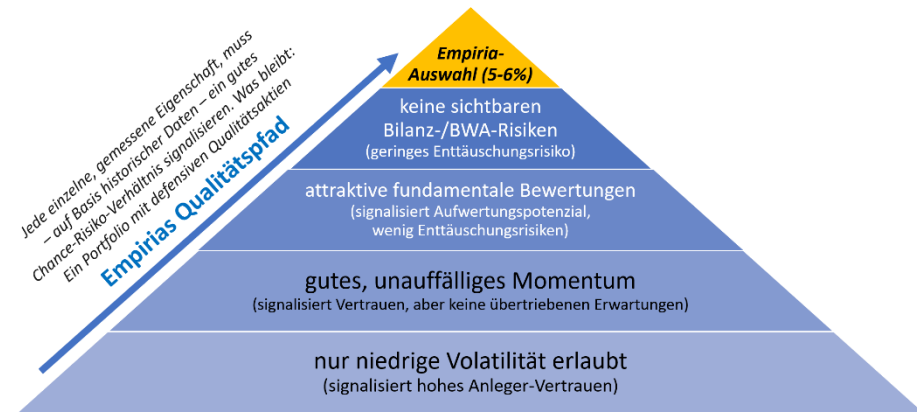 Jede einzelne, gemessene Eigenschaft, muss
– auf Basis historischer Daten – ein gutes
Chance-Risiko-Verhältnis signalisieren. Was bleibt:
Ein Portfolio mit defensiven Qualitätsaktien
Empirias Qualitätspfad
Empiria-
Auswahl (5-6%)
keine sichtbaren
Bilanz-/BWA-Risiken
(geringes Enttäuschungsrisiko)
attraktive fundamentale Bewertungen
(signalisiert Aufwertungspotenzial,
wenig Enttäuschungsrisiken)
gutes, unauffälliges Momentum
(signalisiert Vertrauen, aber keine übertriebenen Erwartungen)
nur niedrige Volatilität erlaubt
(signalisiert hohes Anleger-Vertrauen)